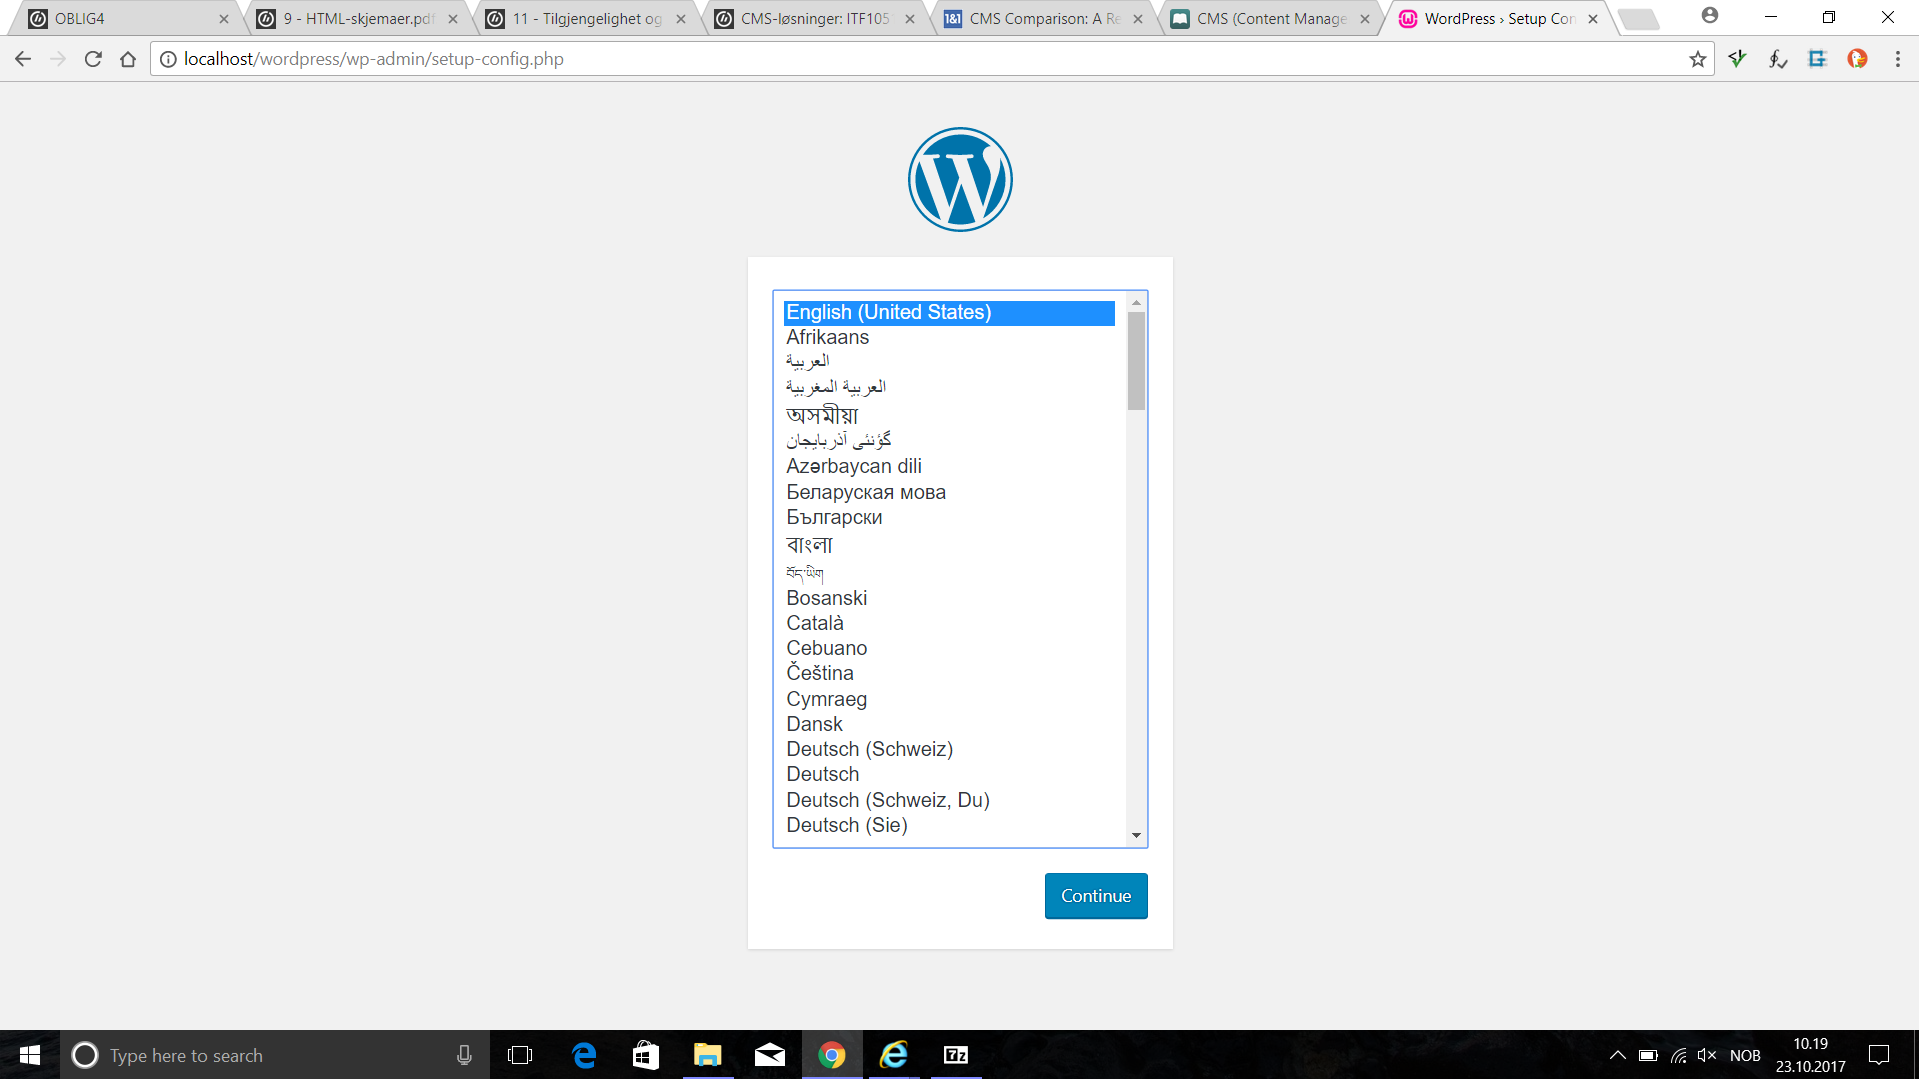 OBLIG4
9 - HTML-skjemaer.pdf
11 - Tilgjengelighet og
CMS-løsninger: ITF105
1&1
CMS Comparison: A Re
CMS (Content Manage
WordPress › Setup Con
localhost/wordpress/wp-admin/setup-config.php
English (United States)
Afrikaans
العربية
العربية المغربية
অসমীয়া
گؤنئی آذربایجان
Azərbaycan dili
Беларуская мова
Български
বাংলা
བོད་ཡིག
Bosanski
Català
Cebuano
Čeština
Cymraeg
Dansk
Deutsch (Schweiz)
Deutsch
Deutsch (Schweiz, Du)
Deutsch (Sie)
Continue
Type here to search
7z
NOB
10.19
23.10.2017